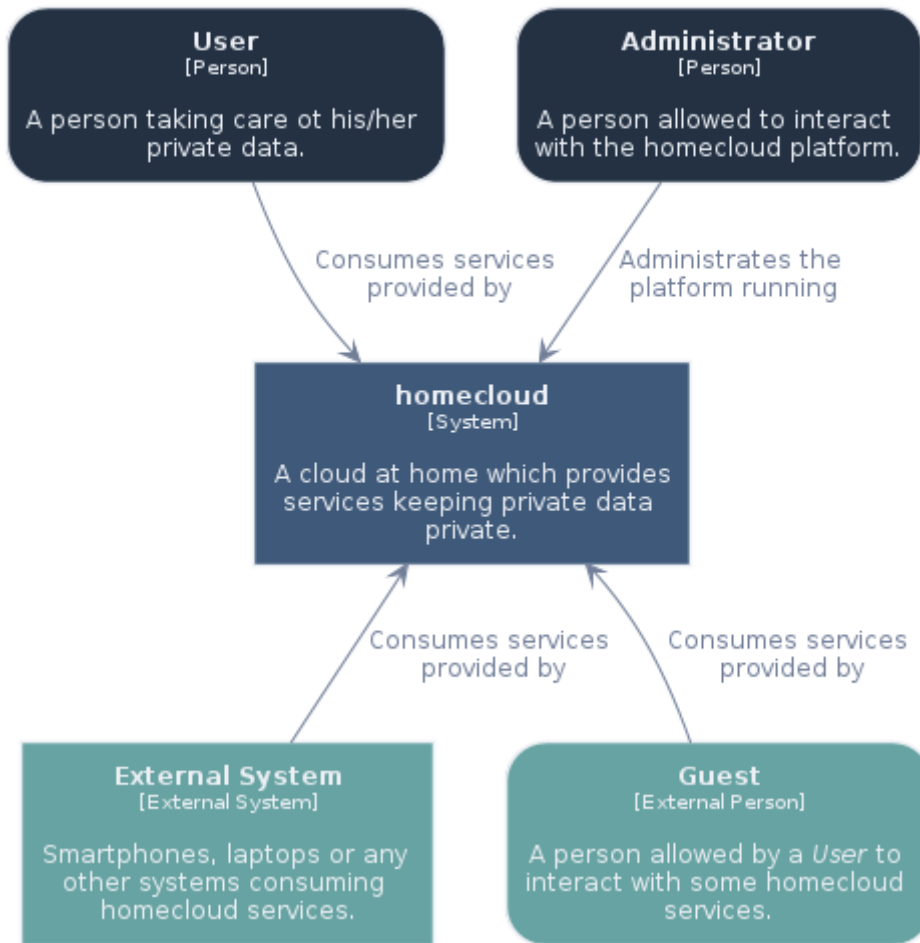 User
[Person]
A person taking care ot his/her
private data.
Administrator
[Person]
A person allowed to interact
with the homecloud platform.
Consumes services
provided by
Administrates the
platform running
homecloud
[System]
A cloud at home which provides
services keeping private data
private.
Consumes services
provided by
Consumes services
provided by
External System
[External System]
Smartphones, laptops or any
other systems consuming
homecloud services.
Guest
[External Person]
A person allowed by a User to
interact with some homecloud
services.